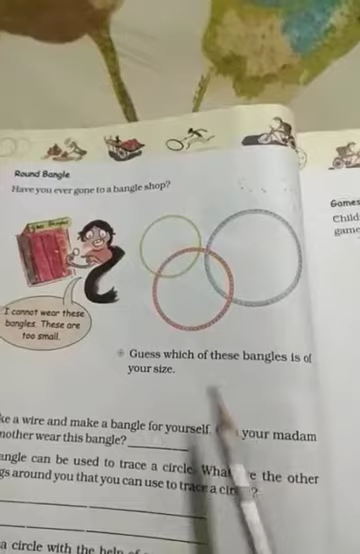 Round Bangle
Have you ever gone to a bangle shop?
Games
Child
game
I cannot wear these
bangles. These are
too small.
Guess which of these bangles is of
your size.
ke a wire and make a bangle for yourself. your madam
nother wear this bangle?
angle can be used to trace a circle. What e the other
gs around you that you can use to trace a cir ?
a circle with the help of